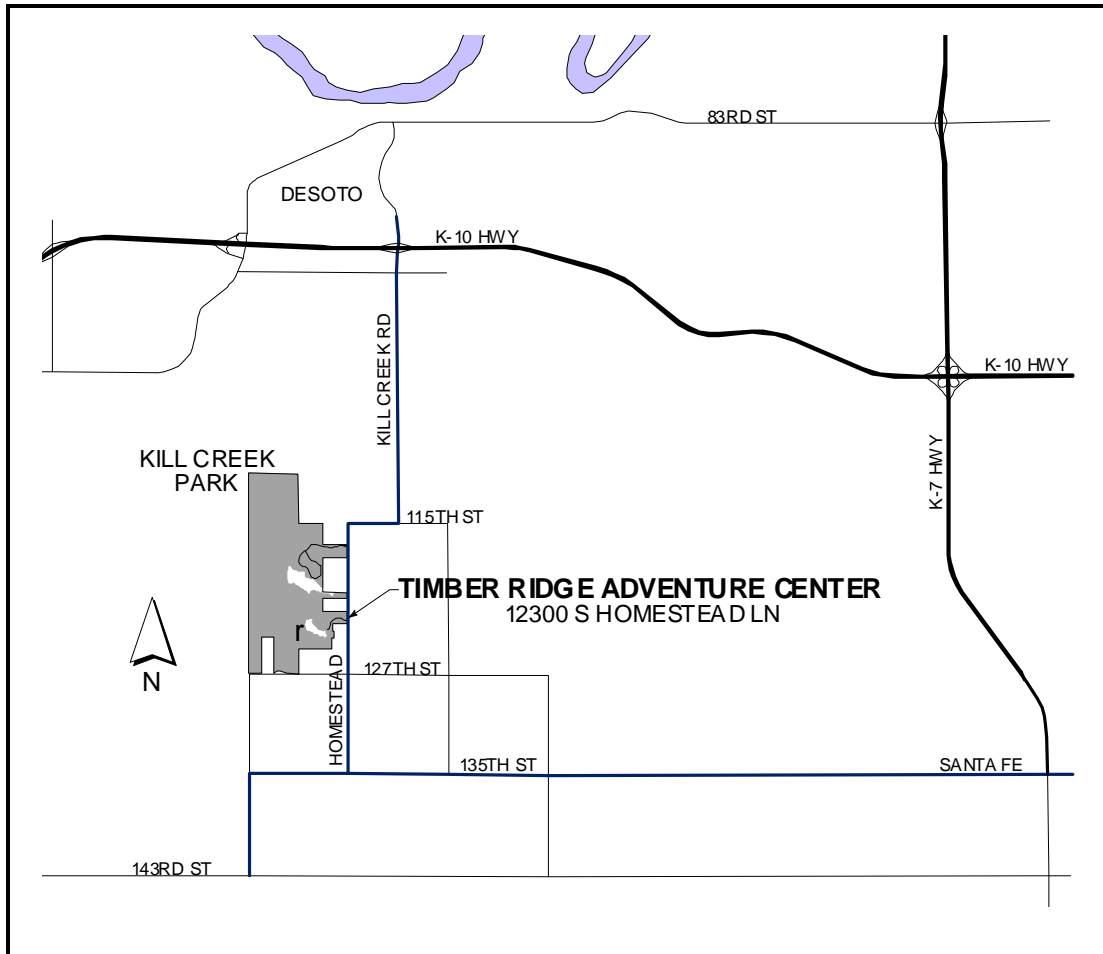 83RD ST
DESOTO
K-10 HWY
K-10 HWY
KILL CREEK RD
K-7 HWY
KILL CREEK
PARK
115TH ST
TIMBER RIDGE ADVENTURE CENTER
12300 S HOMESTEAD LN
r
N
127TH ST
HOMESTEAD
135TH ST
SANTA FE
143RD ST